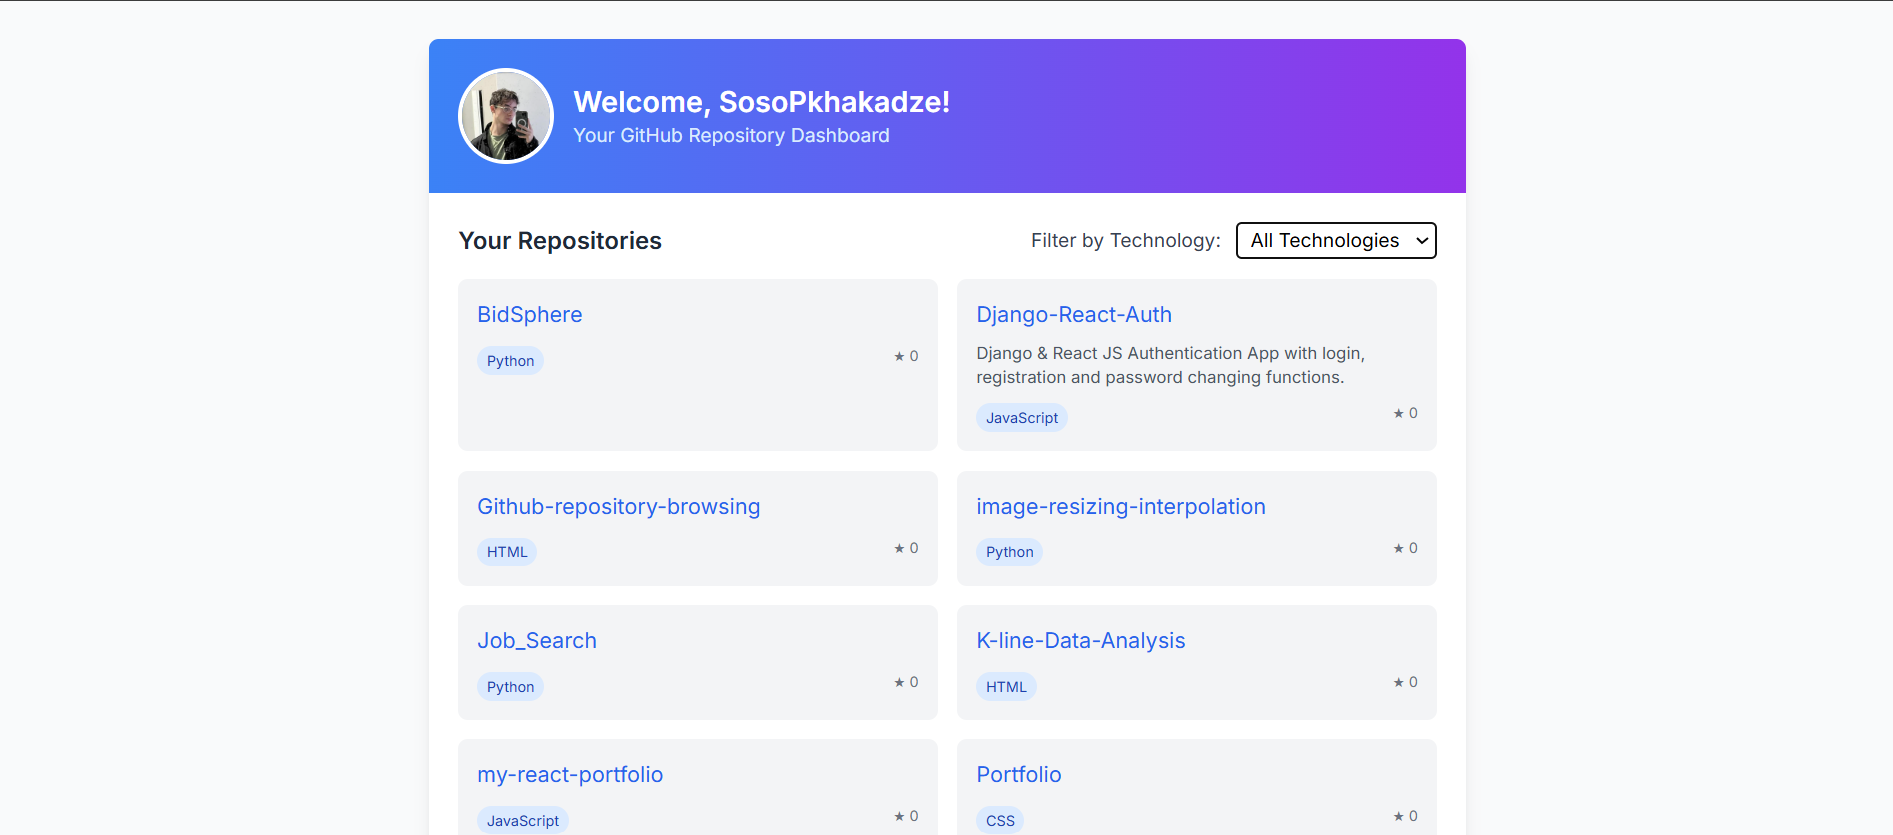 Welcome, SosoPkhakadze!
Your GitHub Repository Dashboard
Your Repositories
Filter by Technology: All Technologies
BidSphere
Python
★ 0
Django-React-Auth
Django & React JS Authentication App with login,
registration and password changing functions.
JavaScript
★ 0
Github-repository-browsing
HTML
★ 0
image-resizing-interpolation
Python
★ 0
Job_Search
Python
★ 0
K-line-Data-Analysis
HTML
★ 0
my-react-portfolio
JavaScript
★ 0
Portfolio
CSS
★ 0